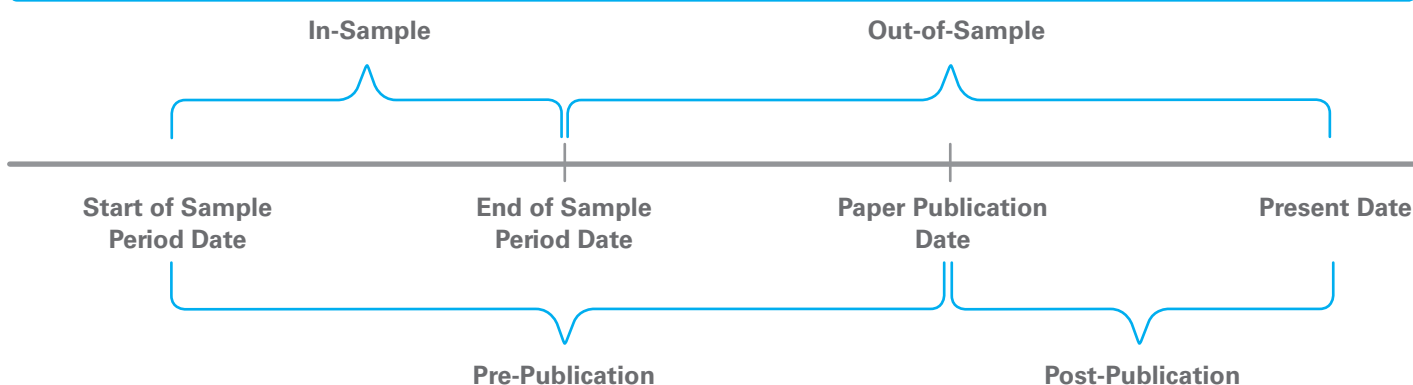 In-Sample
Out-of-Sample
Start of Sample
Period Date
End of Sample
Period Date
Paper Publication
Date
Present Date
Pre-Publication
Post-Publication